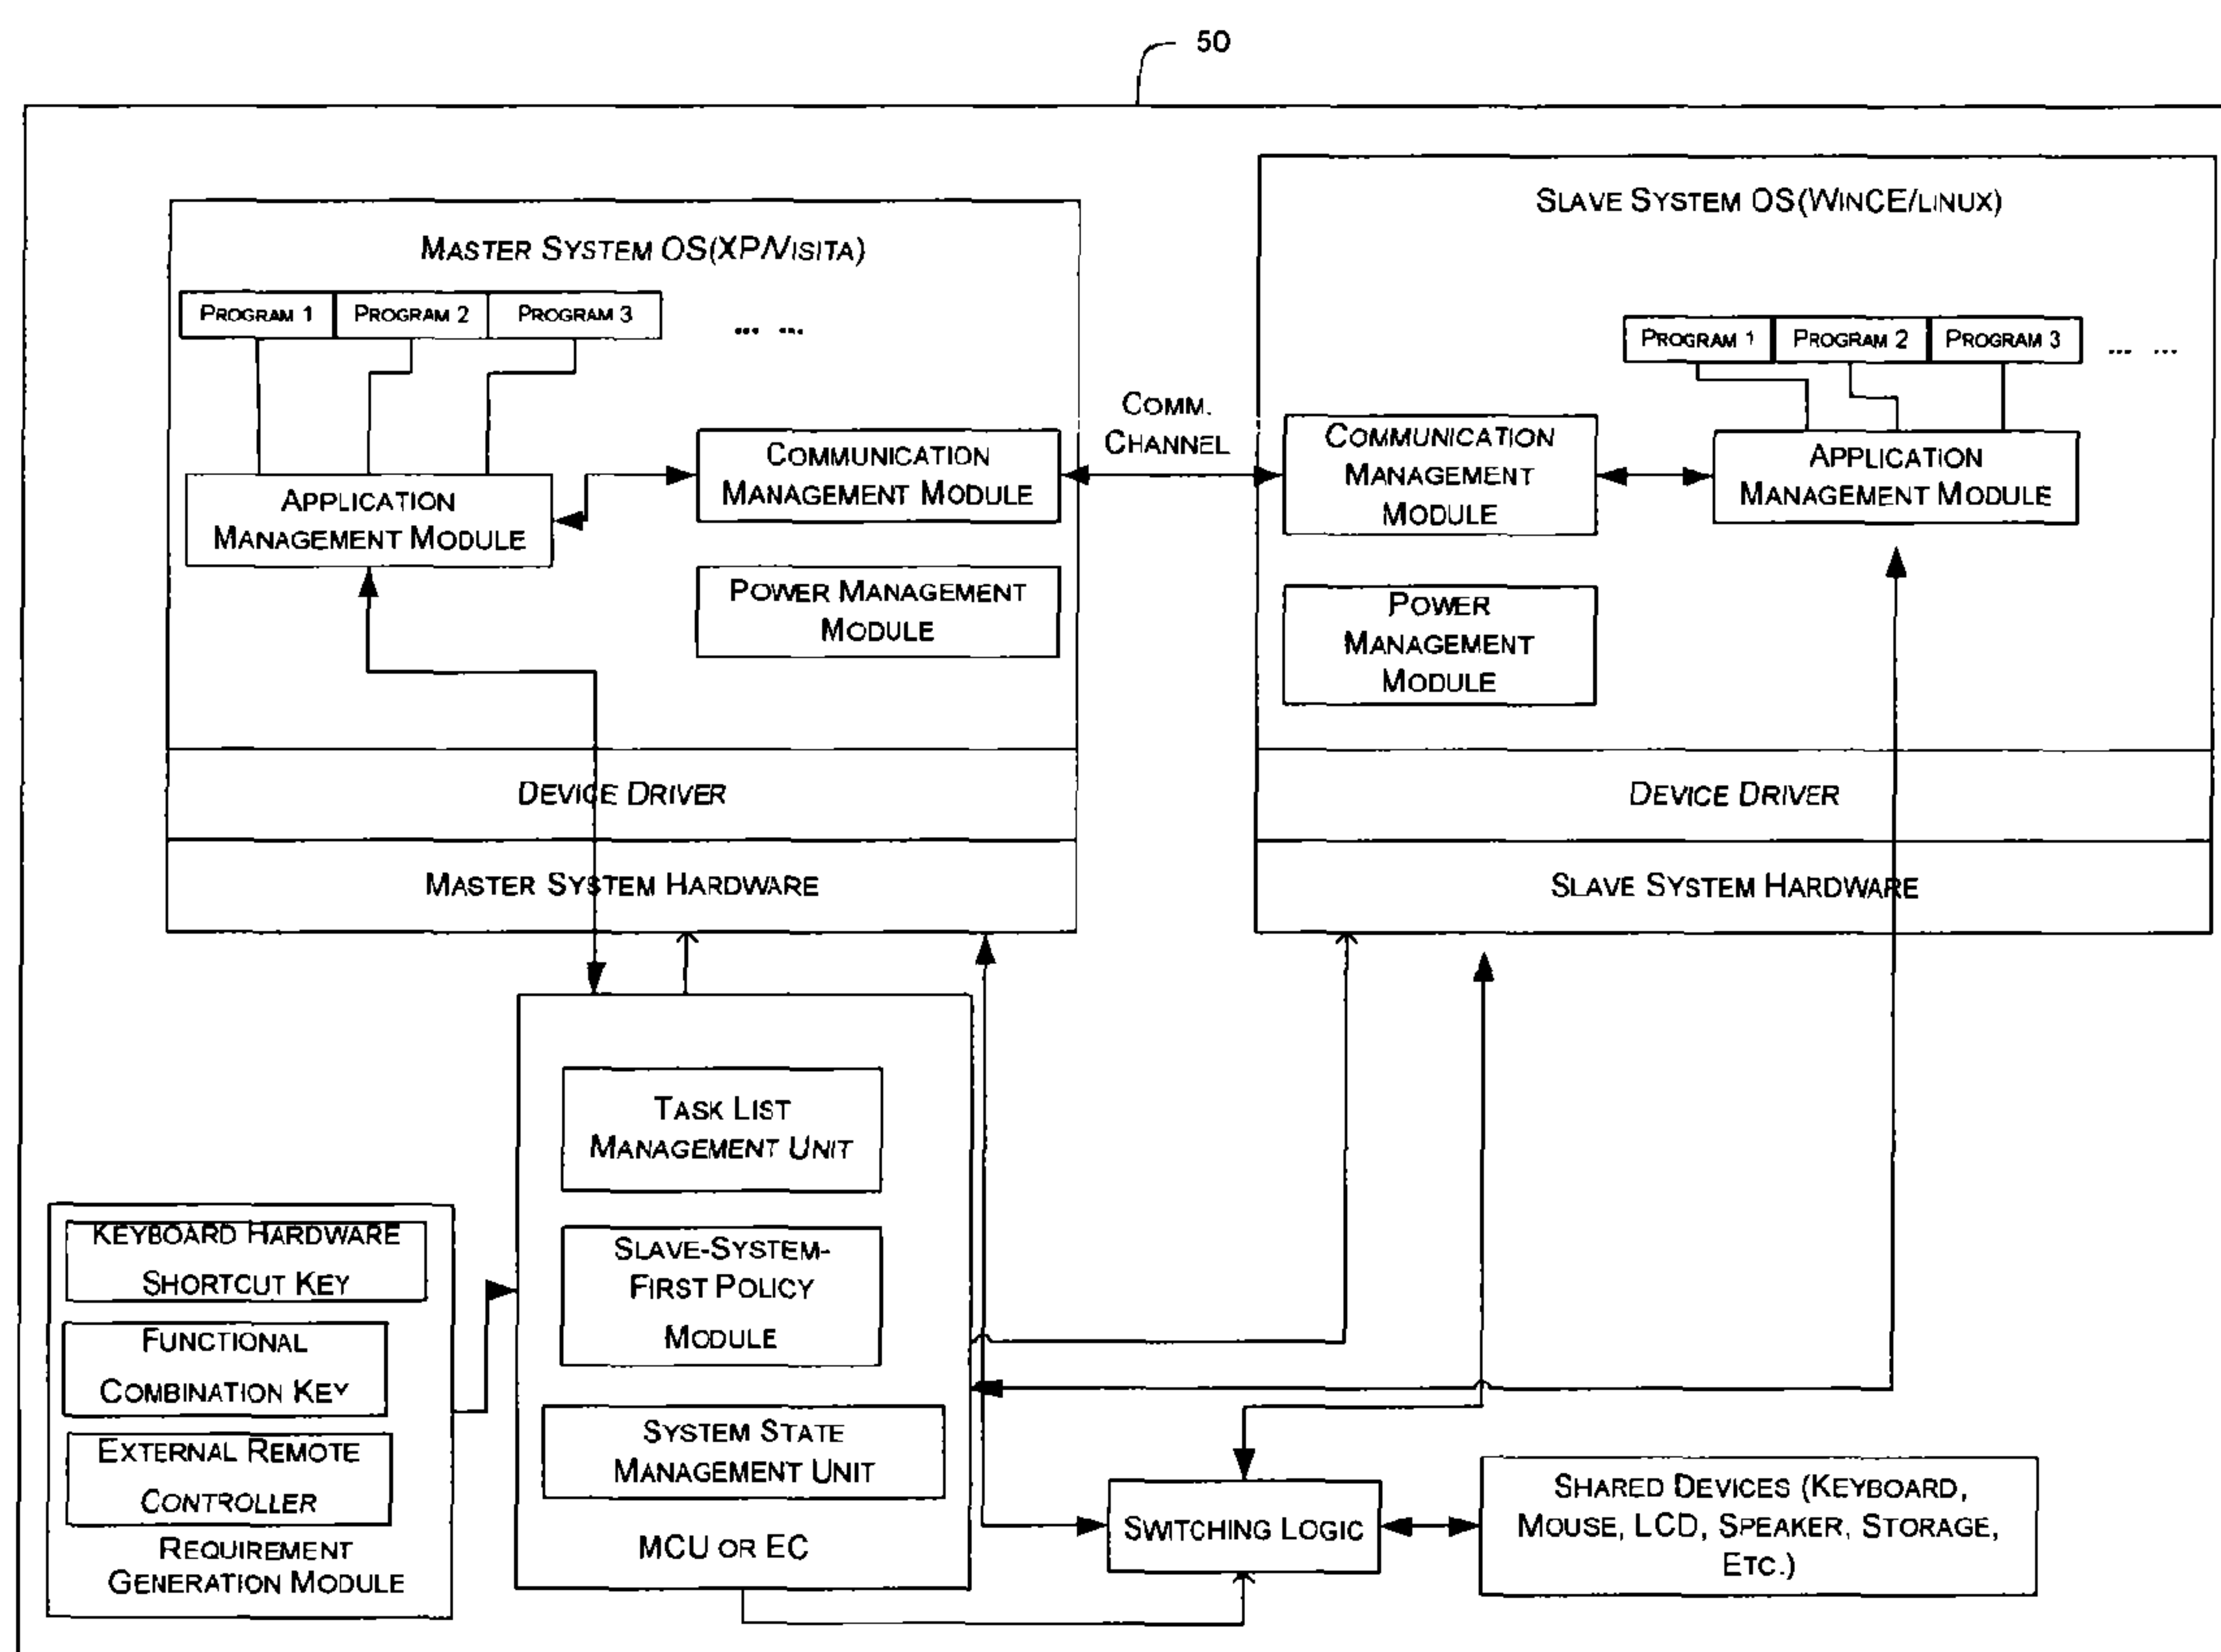 50
MASTER SYSTEM OS(XP/VISITA)
PROGRAM 1
PROGRAM 2
PROGRAM 3
... ...
APPLICATION
MANAGEMENT MODULE
COMMUNICATION
MANAGEMENT MODULE
POWER MANAGEMENT
MODULE
DEVICE DRIVER
MASTER SYSTEM HARDWARE
COMM.
CHANNEL
SLAVE SYSTEM OS(WINCE/LINUX)
PROGRAM 1
PROGRAM 2
PROGRAM 3
... ...
COMMUNICATION
MANAGEMENT
MODULE
APPLICATION
MANAGEMENT MODULE
POWER
MANAGEMENT
MODULE
DEVICE DRIVER
SLAVE SYSTEM HARDWARE
KEYBOARD HARDWARE
SHORTCUT KEY
FUNCTIONAL
COMBINATION KEY
EXTERNAL REMOTE
CONTROLLER
REQUIREMENT
GENERATION MODULE
TASK LIST
MANAGEMENT UNIT
SLAVE-SYSTEM-
FIRST POLICY
MODULE
SYSTEM STATE
MANAGEMENT UNIT
MCU OR EC
SWITCHING LOGIC
SHARED DEVICES (KEYBOARD,
MOUSE, LCD, SPEAKER, STORAGE,
ETC.)